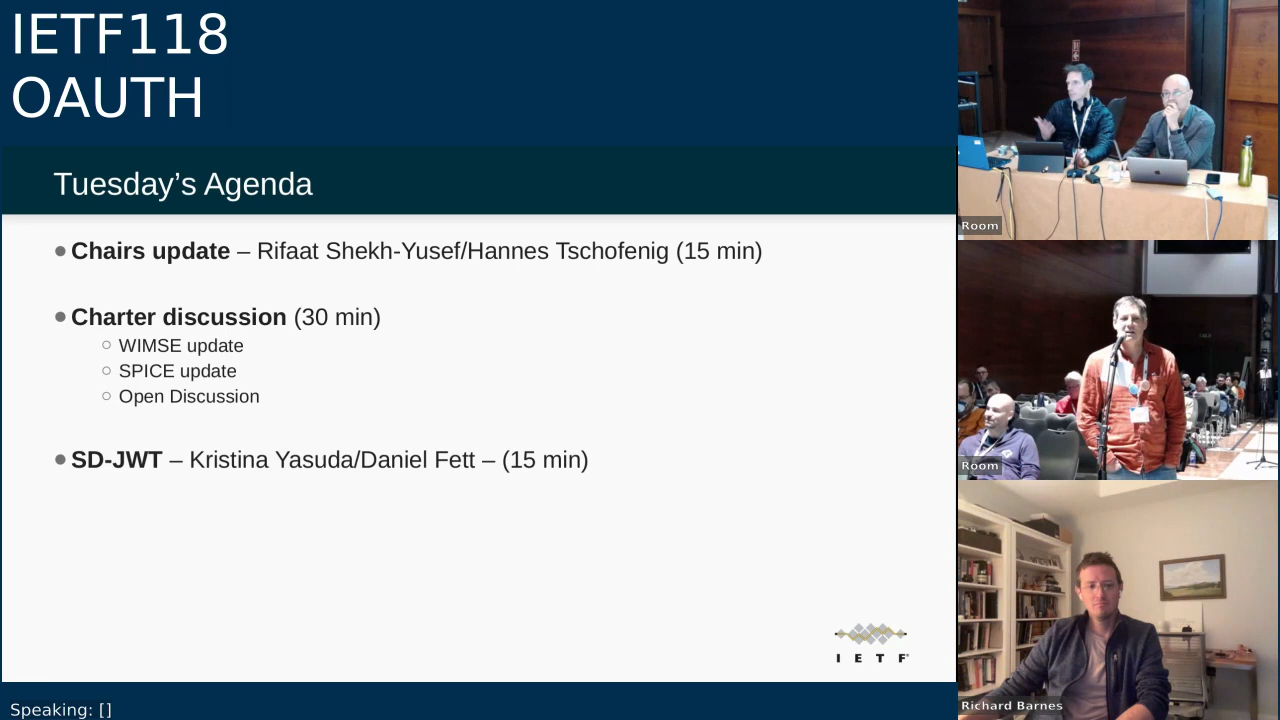 IETF118
OAUTH
Tuesday’s Agenda
● Chairs update – Rifaat Shekh-Yusef/Hannes Tschofenig (15 min)
● Charter discussion (30 min)
○ WIMSE update
○ SPICE update
○ Open Discussion
● SD-JWT – Kristina Yasuda/Daniel Fett – (15 min)
I E T F®
Speaking: []
Room
Room
Richard Barnes